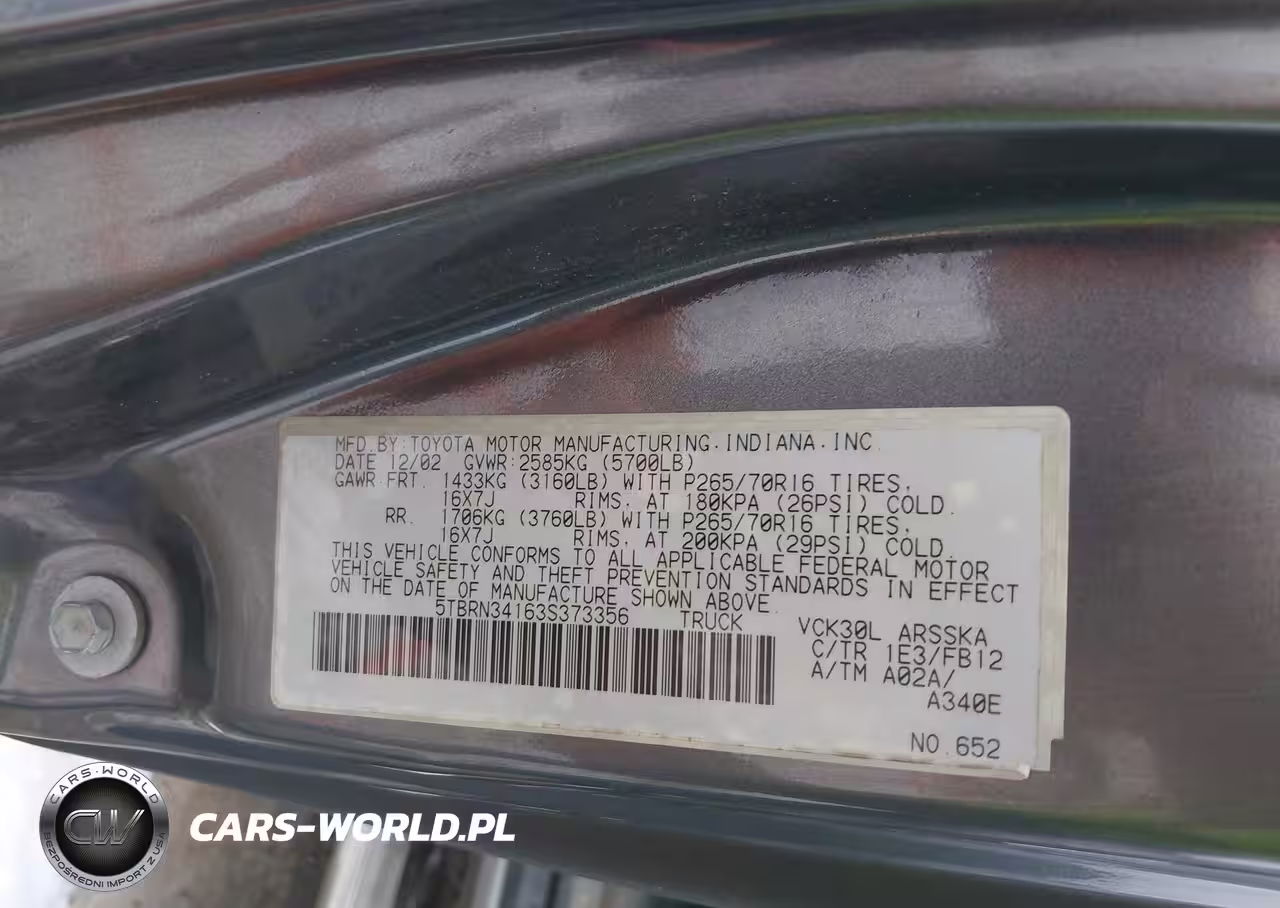 MFD.BY:TOYOTA MOTOR MANUFACTURING.INDIANA.INC
DATE 12/02 GVWR:2585KG (5700LB)
GAWR FRT. 1433KG (3160LB) WITH P265/70R16 TIRES,
16X7J RIMS, AT 180KPA (26PSI) COLD.
RR. 1706KG (3760LB) WITH P265/70R16 TIRES,
16X7J RIMS, AT 200KPA (29PSI) COLD.
THIS VEHICLE CONFORMS TO ALL APPLICABLE FEDERAL MOTOR
VEHICLE SAFETY AND THEFT PREVENTION STANDARDS IN EFFECT
ON THE DATE OF MANUFACTURE SHOWN ABOVE.
5TBRN34163S373356 TRUCK
VCK30L ARSSKA
C/TR 1E3/FB12
A/TM A02A/
A340E
NO.652
CARS-WORLD
CW
BEZPOŚREDNI IMPORT Z USA
CARS-WORLD.PL